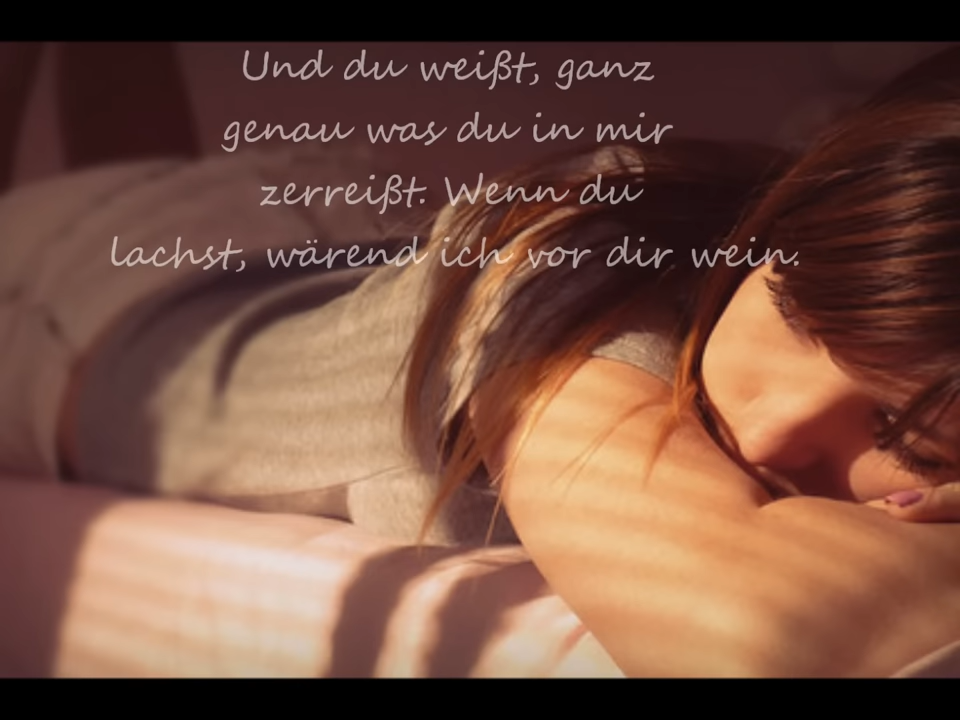 Und du weißt, ganz
genau was du in mir
zerreißt. Wenn du
lachst, wärend ich vor dir wein.